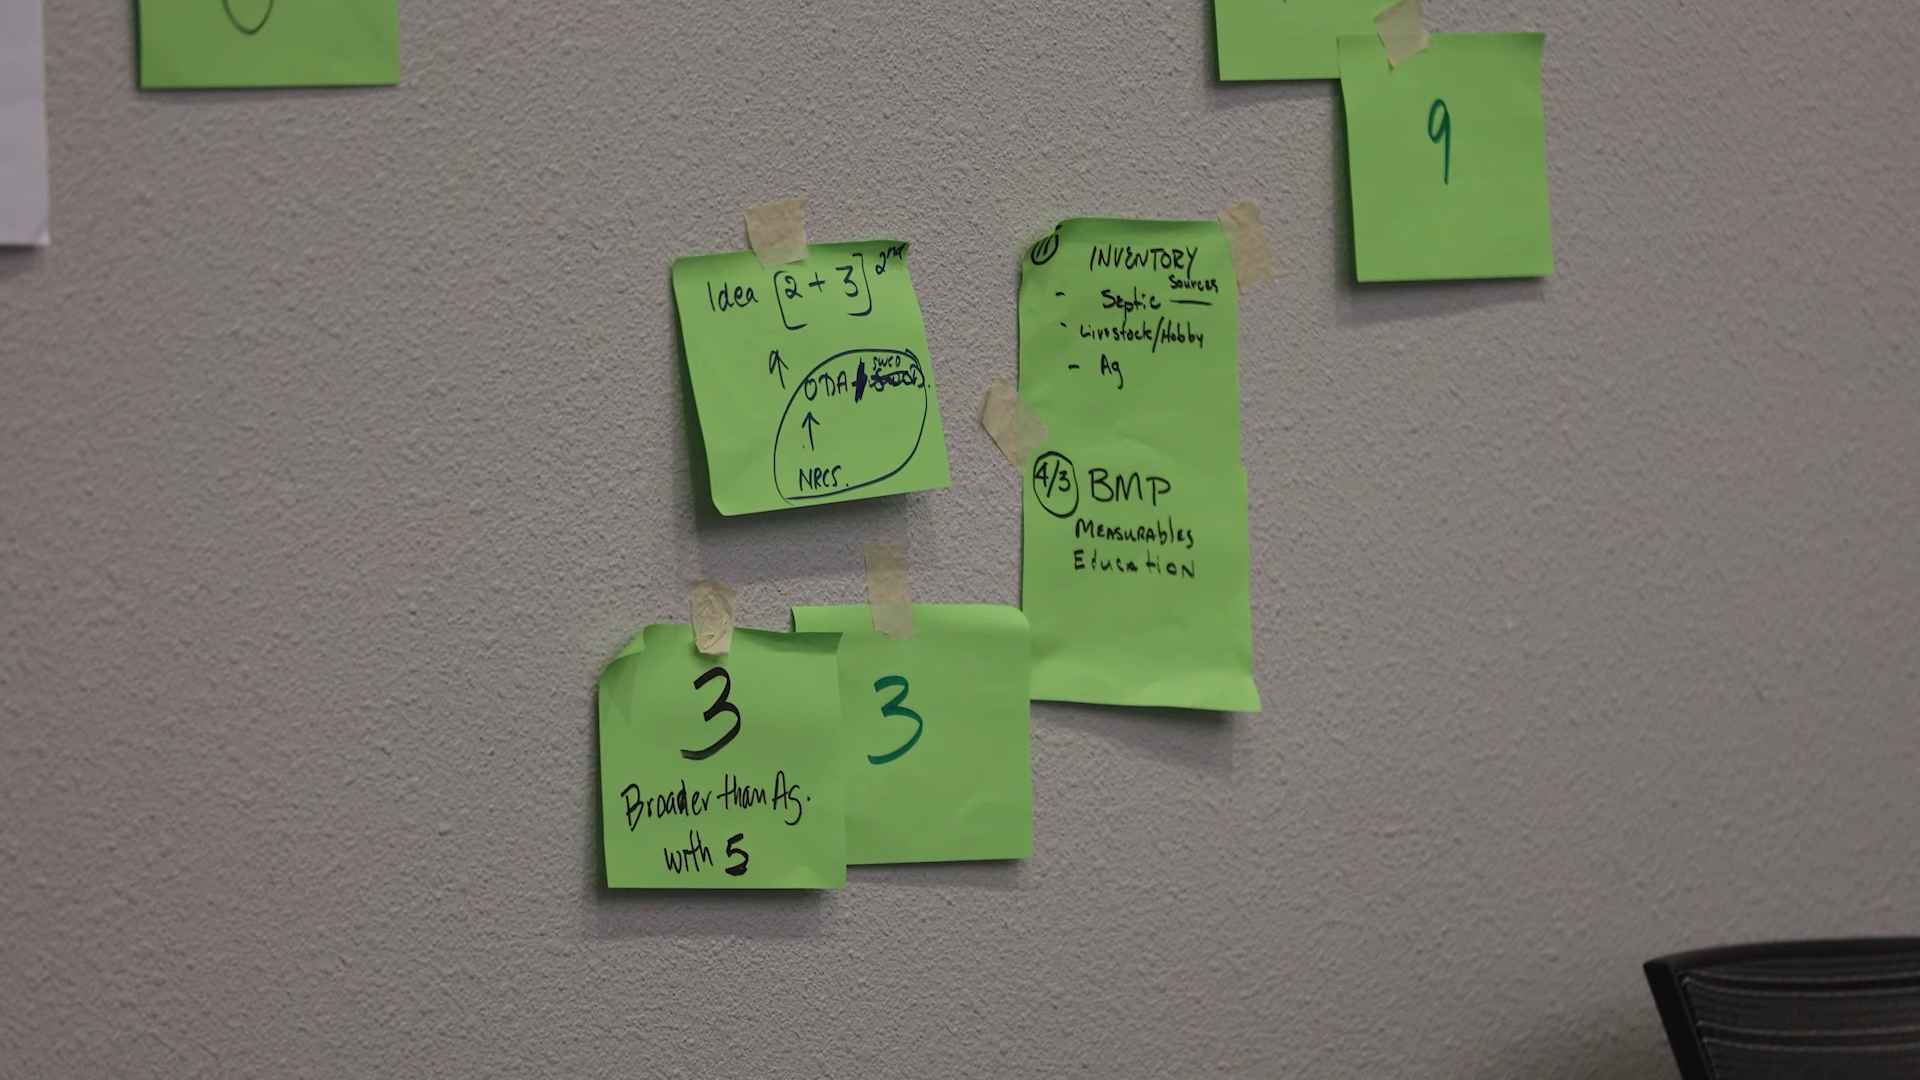 9
Idea [2 + 3] 2nd
ODA SWCD
NRCS.
INVENTORY
Sources
- Septic
- Livestock/Hobby
- Ag
4/3 BMP
MEASURAbles
EducatioN
3
Broader than Ag.
with 5
3